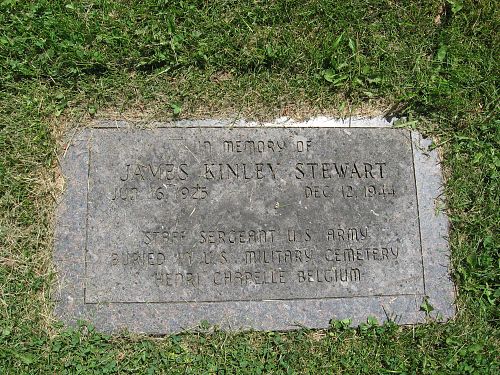 IN MEMORY OF
JAMES KINLEY STEWART
JUN 16, 1925 DEC 12, 1944
STAFF SERGEANT U.S. ARMY
BURIED AT U.S. MILITARY CEMETERY
HENRI CHAPELLE BELGIUM